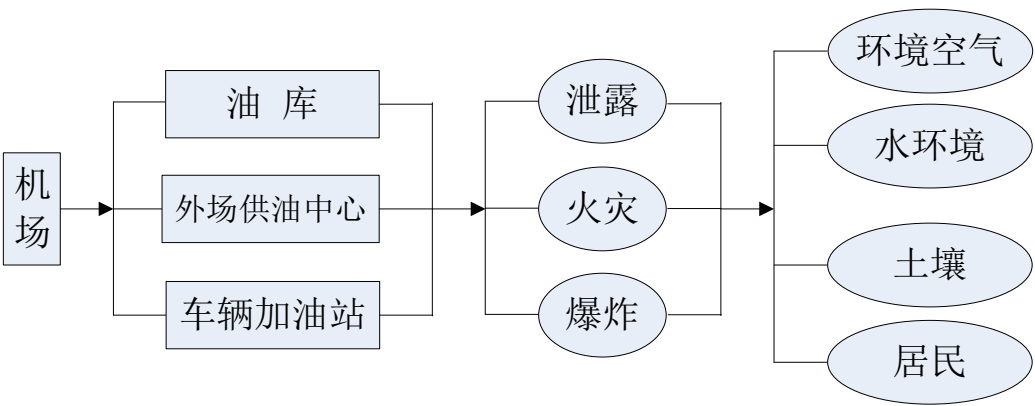 机场
油 库
外场供油中心
车辆加油站
泄露
火灾
爆炸
环境空气
水环境
土壤
居民